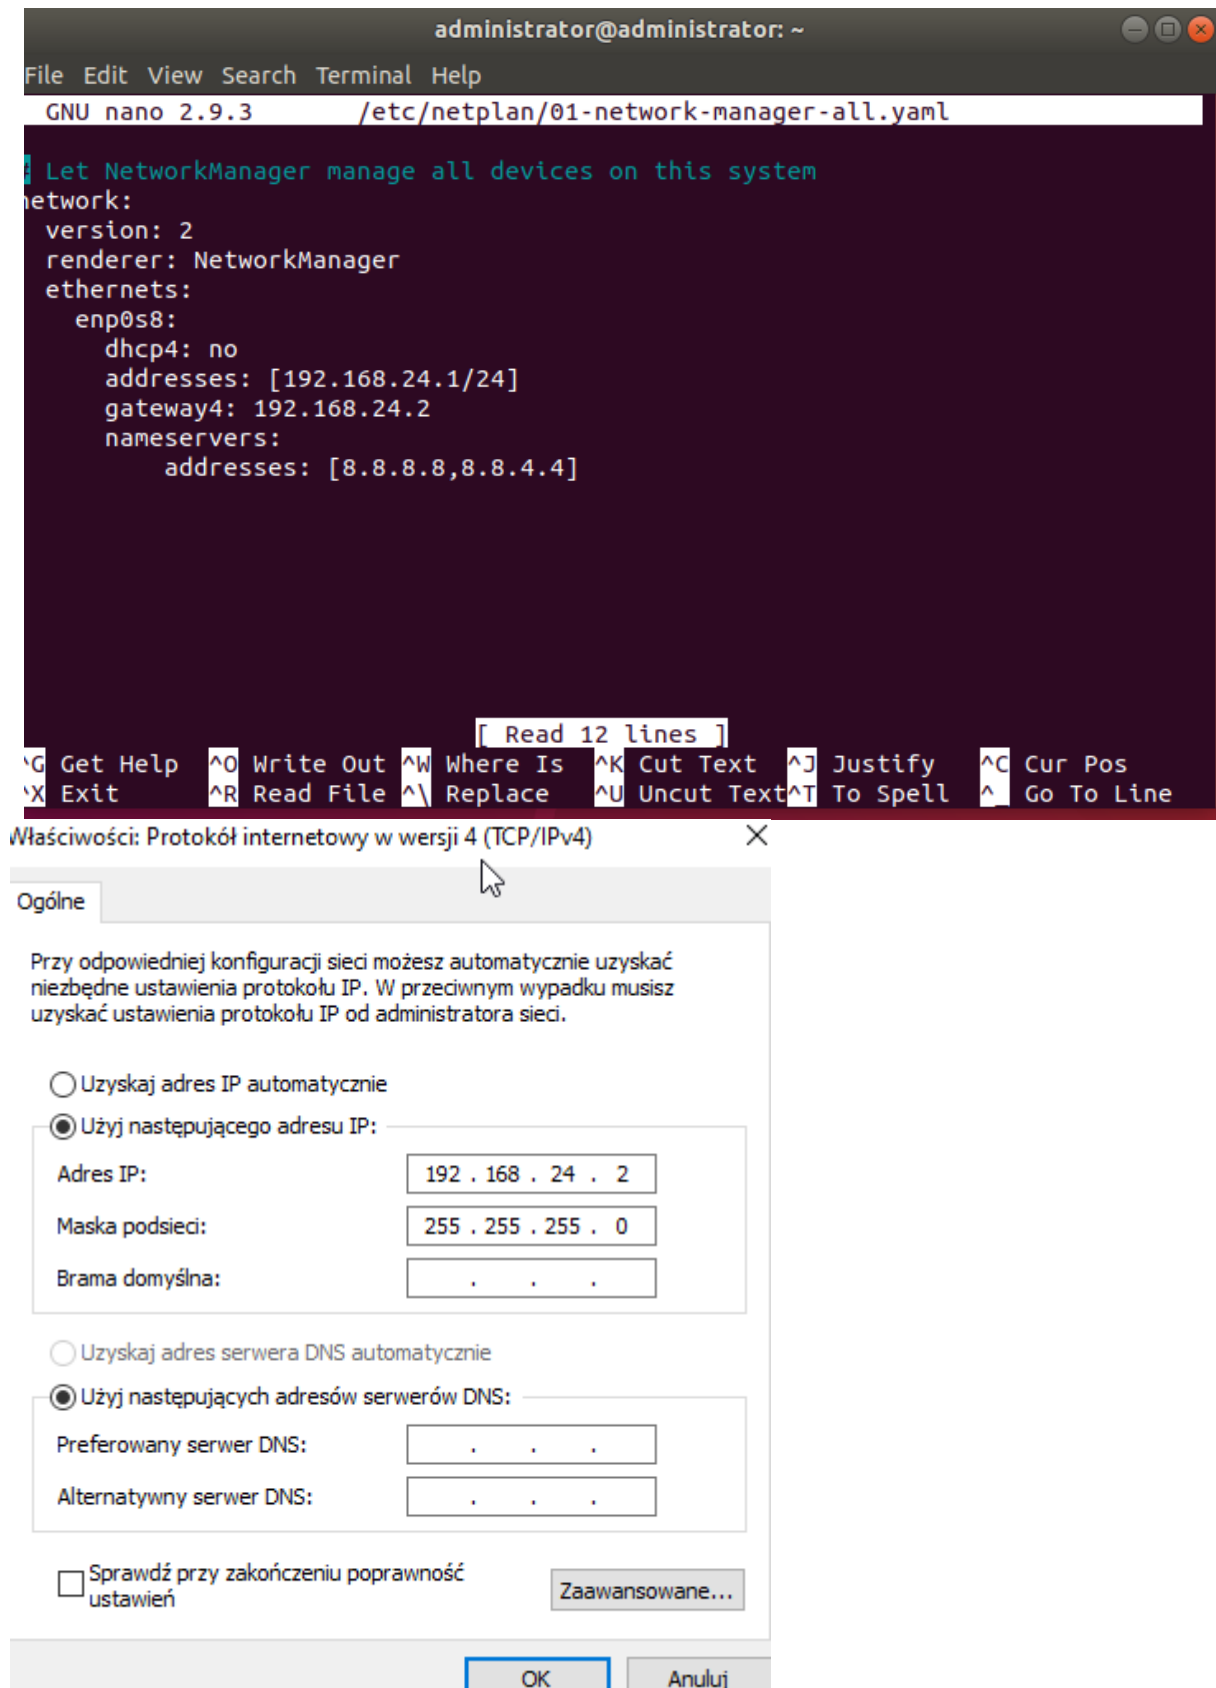 administrator@administrator: ~
File Edit View Search Terminal Help
GNU nano 2.9.3 /etc/netplan/01-network-manager-all.yaml
# Let NetworkManager manage all devices on this system
network:
version: 2
renderer: NetworkManager
ethernets:
enp0s8:
dhcp4: no
addresses: [192.168.24.1/24]
gateway4: 192.168.24.2
nameservers:
addresses: [8.8.8.8,8.8.4.4]
[ Read 12 lines ]
^G Get Help ^O Write Out ^W Where Is ^K Cut Text ^J Justify ^C Cur Pos
^X Exit ^R Read File ^\ Replace ^U Uncut Text ^T To Spell ^_ Go To Line
Właściwości: Protokół internetowy w wersji 4 (TCP/IPv4)
Ogólne
Przy odpowiedniej konfiguracji sieci możesz automatycznie uzyskać
niezbędne ustawienia protokołu IP. W przeciwnym wypadku musisz
uzyskać ustawienia protokołu IP od administratora sieci.
Uzyskaj adres IP automatycznie
Użyj następującego adresu IP:
Adres IP: 192 . 168 . 24 . 2
Maska podsieci: 255 . 255 . 255 . 0
Brama domyślna: . . .
Uzyskaj adres serwera DNS automatycznie
Użyj następujących adresów serwerów DNS:
Preferowany serwer DNS: . . .
Alternatywny serwer DNS: . . .
Sprawdź przy zakończeniu poprawność
ustawień
Zaawansowane...
OK Anuluj